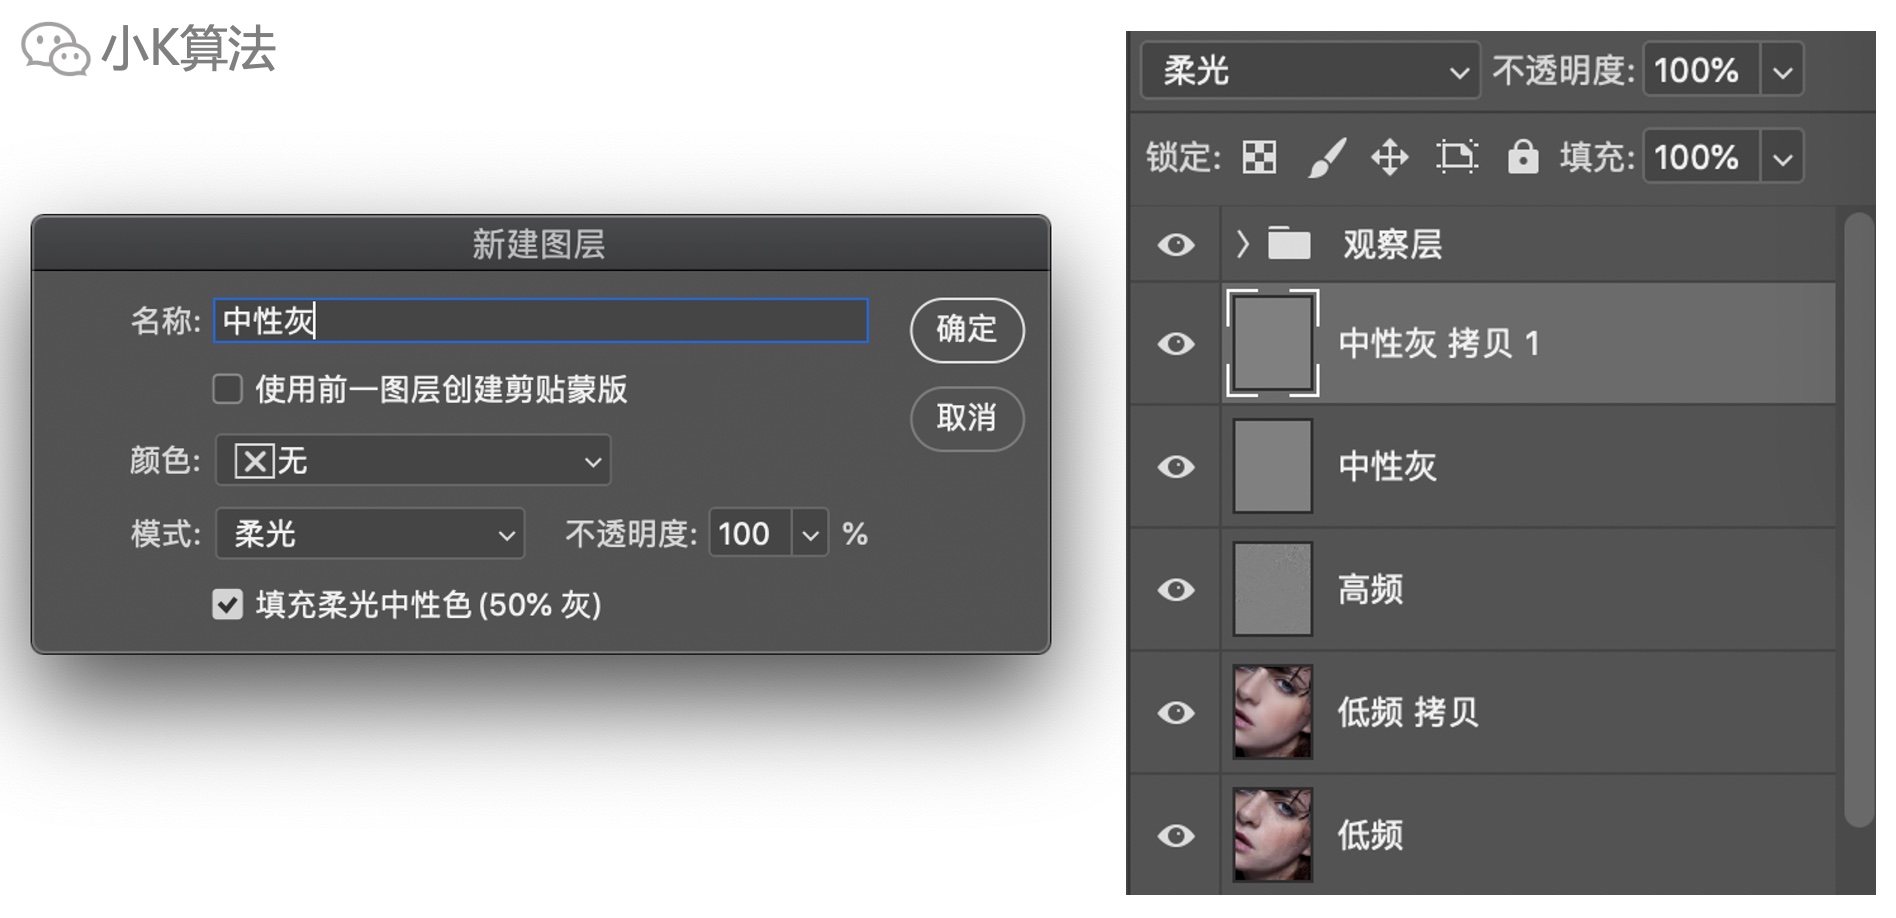 小K算法
新建图层
名称: 中性灰
确定
使用前一图层创建剪贴蒙版
取消
颜色: 无
模式: 柔光 不透明度: 100 %
填充柔光中性色 (50% 灰)
柔光 不透明度: 100%
锁定: 填充: 100%
观察层
中性灰 拷贝 1
中性灰
高频
低频 拷贝
低频